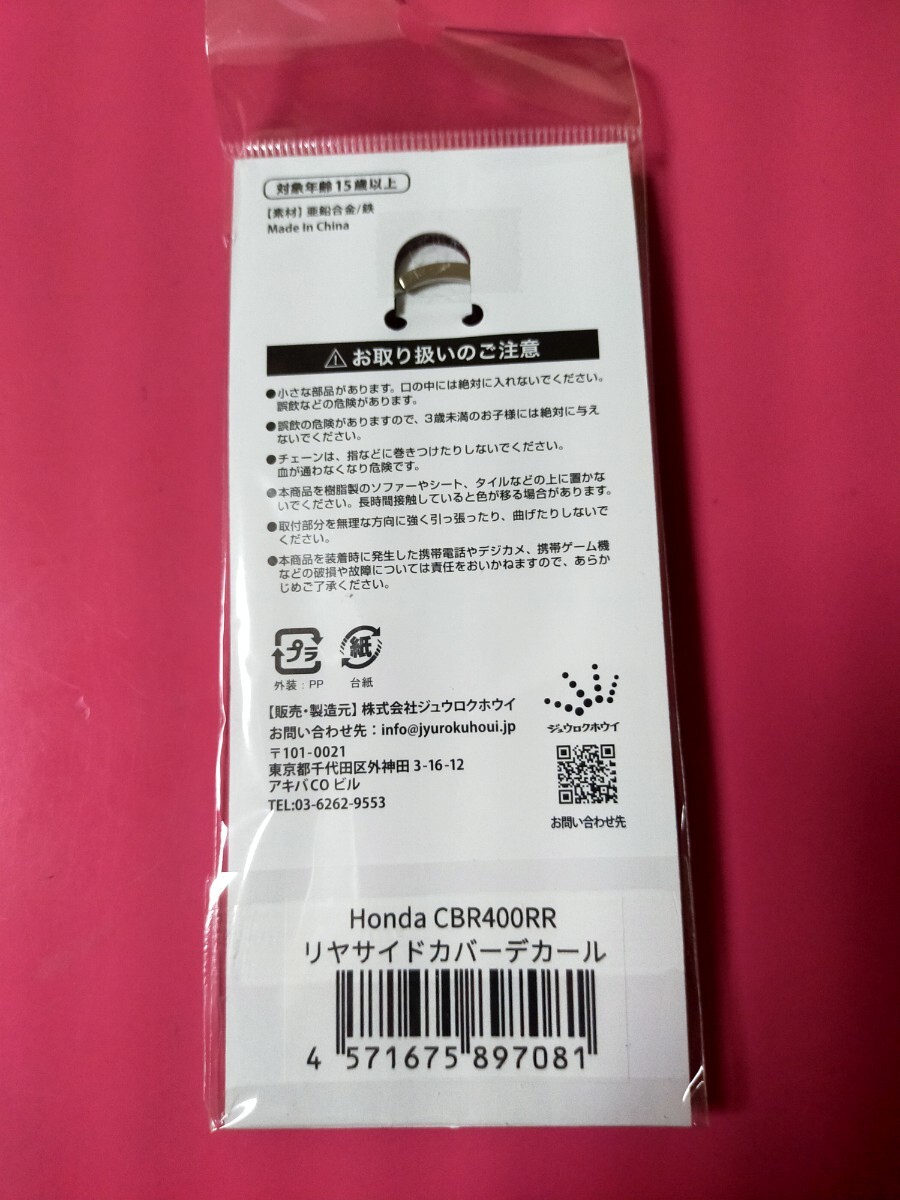 対象年齢15歳以上
【素材】亜鉛合金/鉄
Made In China
⚠お取り扱いのご注意
●小さな部品があります。口の中には絶対に入れないでください。
誤飲などの危険があります。
●誤飲の危険がありますので、3歳未満のお子様には絶対に与え
ないでください。
●チェーンは、指などに巻きつけたりしないでください。
血が通わなくなり危険です。
●本商品を樹脂製のソファーやシート、タイルなどの上に置かな
いでください。長時間接触していると色が移る場合があります。
●取付部分を無理な方向に強く引っ張ったり、曲げたりしないで
ください。
●本商品を装着時に発生した携帯電話やデジカメ、携帯ゲーム機
などの破損や故障については責任をおいかねますので、あらか
じめご了承ください。
プラ 紙
外装:PP 台紙
【販売・製造元】株式会社ジュウロクホウイ
お問い合わせ先:info@jyurokuhoui.jp
〒101-0021
東京都千代田区外神田 3-16-12
アキバCO ビル
TEL:03-6262-9553
ジュウロクホウイ
お問い合わせ先
Honda CBR400RR
リヤサイドカバーデカール
4 571675 897081